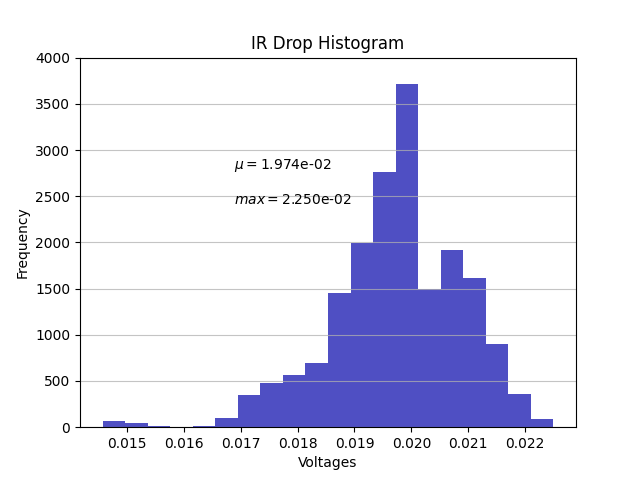 IR Drop Histogram
4000
3500
3000
2500
2000
1500
1000
500
0
Frequency
μ = 1.974e-02
max = 2.250e-02
0.015 0.016 0.017 0.018 0.019 0.020 0.021 0.022
Voltages